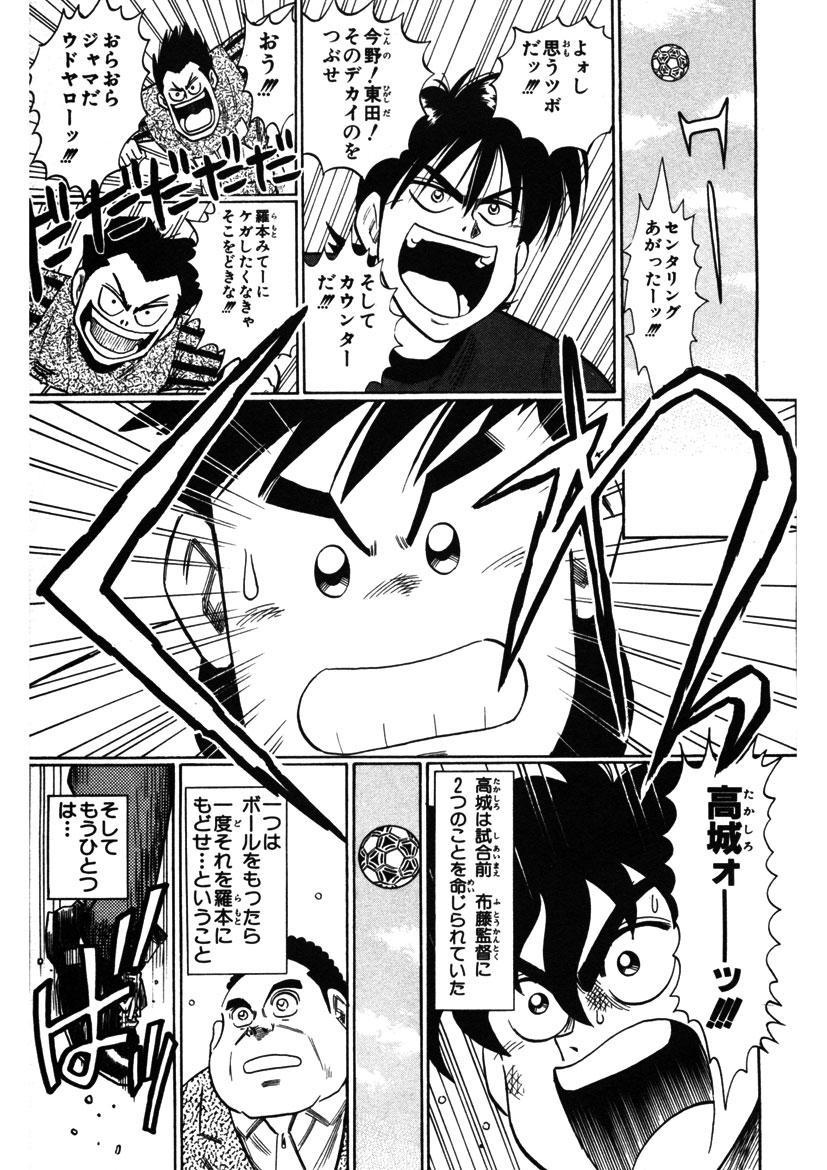 センタリング
あがったーッ!!!
よォし
思うツボ
だッ!!!
今野!東田!
そのデカイのを
つぶせ
そして
カウンター
だ!!!
おう!!!
おらおら
ジャマだ
ウドヤローッ!!!
だだだだだ
羅本みてーに
ケガしたくなきゃ
そこをどきな!!!
ぐわん
高城ォーーッ!!!
高城は試合前 布藤監督に
2つのことを命じられていた
一つは
ボールをもったら
一度それを羅本に
もどせ…ということ
そして
もうひとつ
は…
ばッ